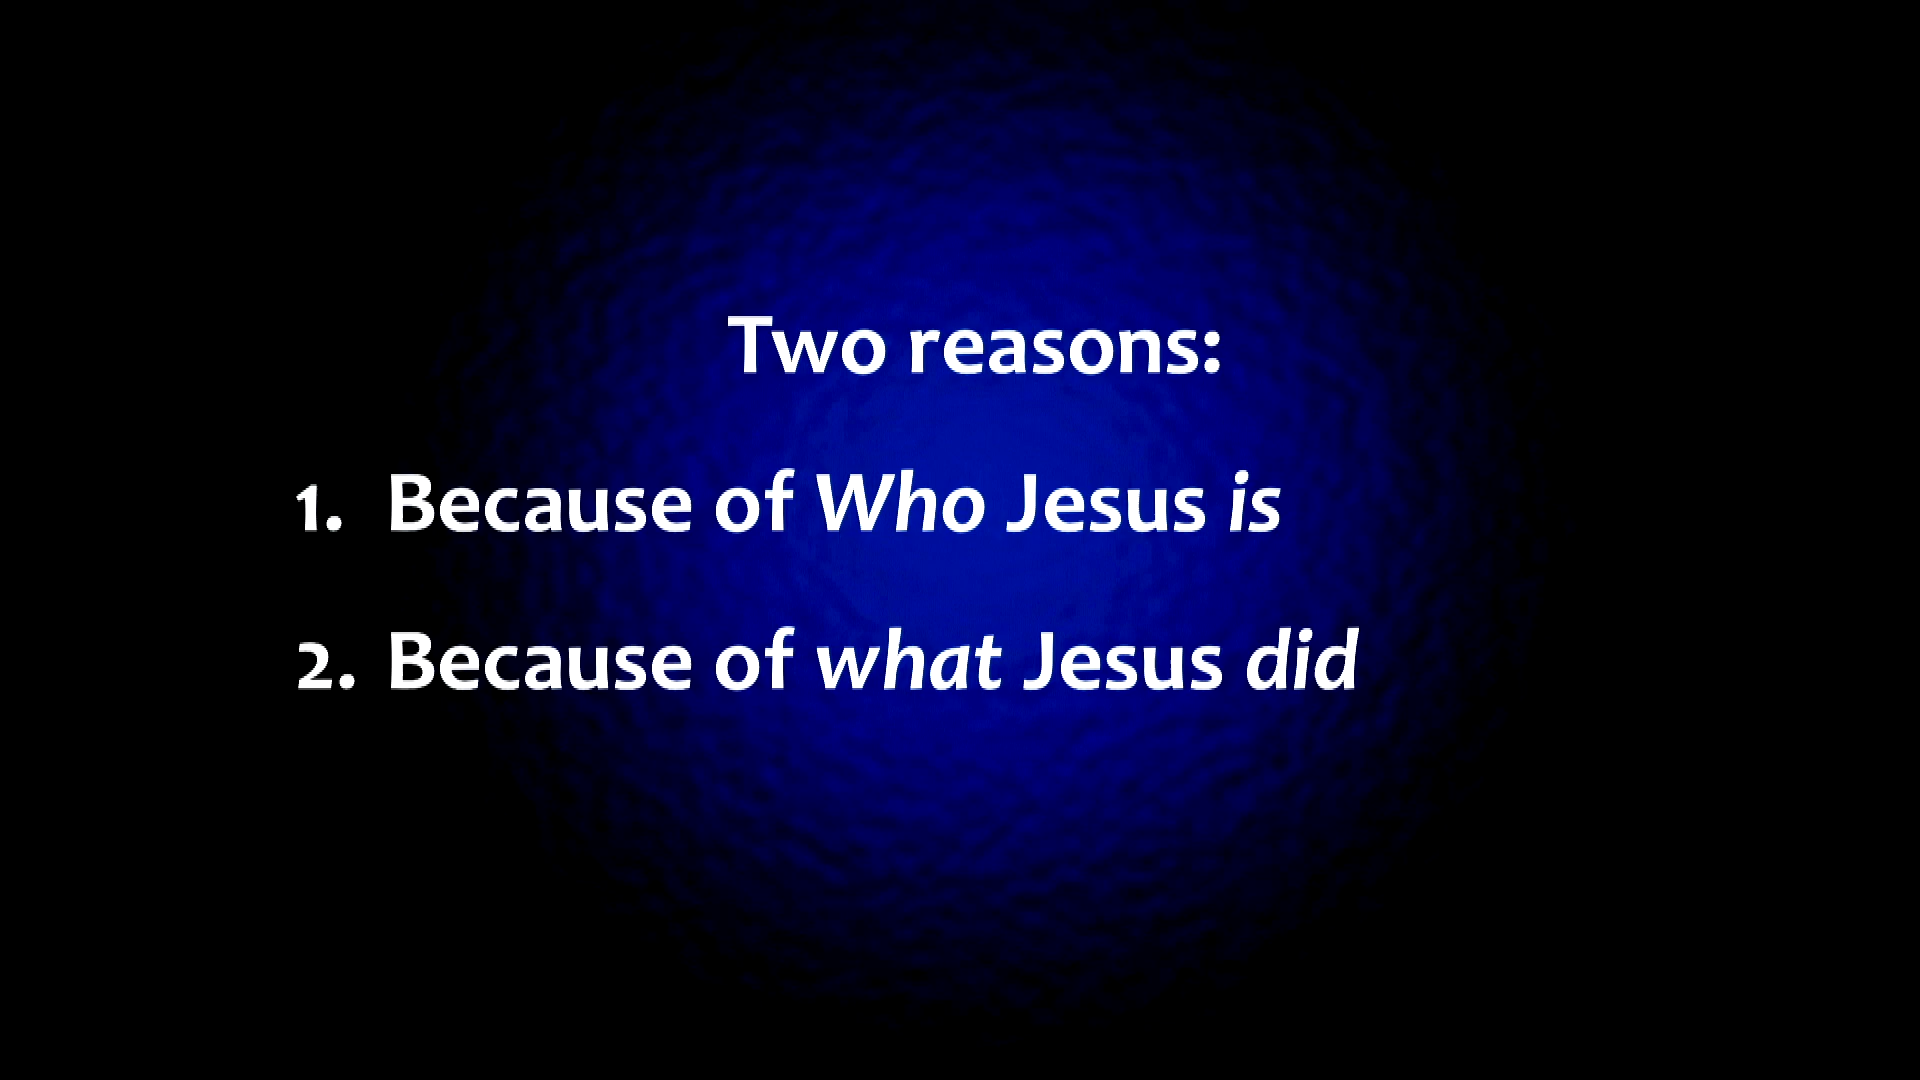 Two reasons:
1. Because of Who Jesus is
2. Because of what Jesus did